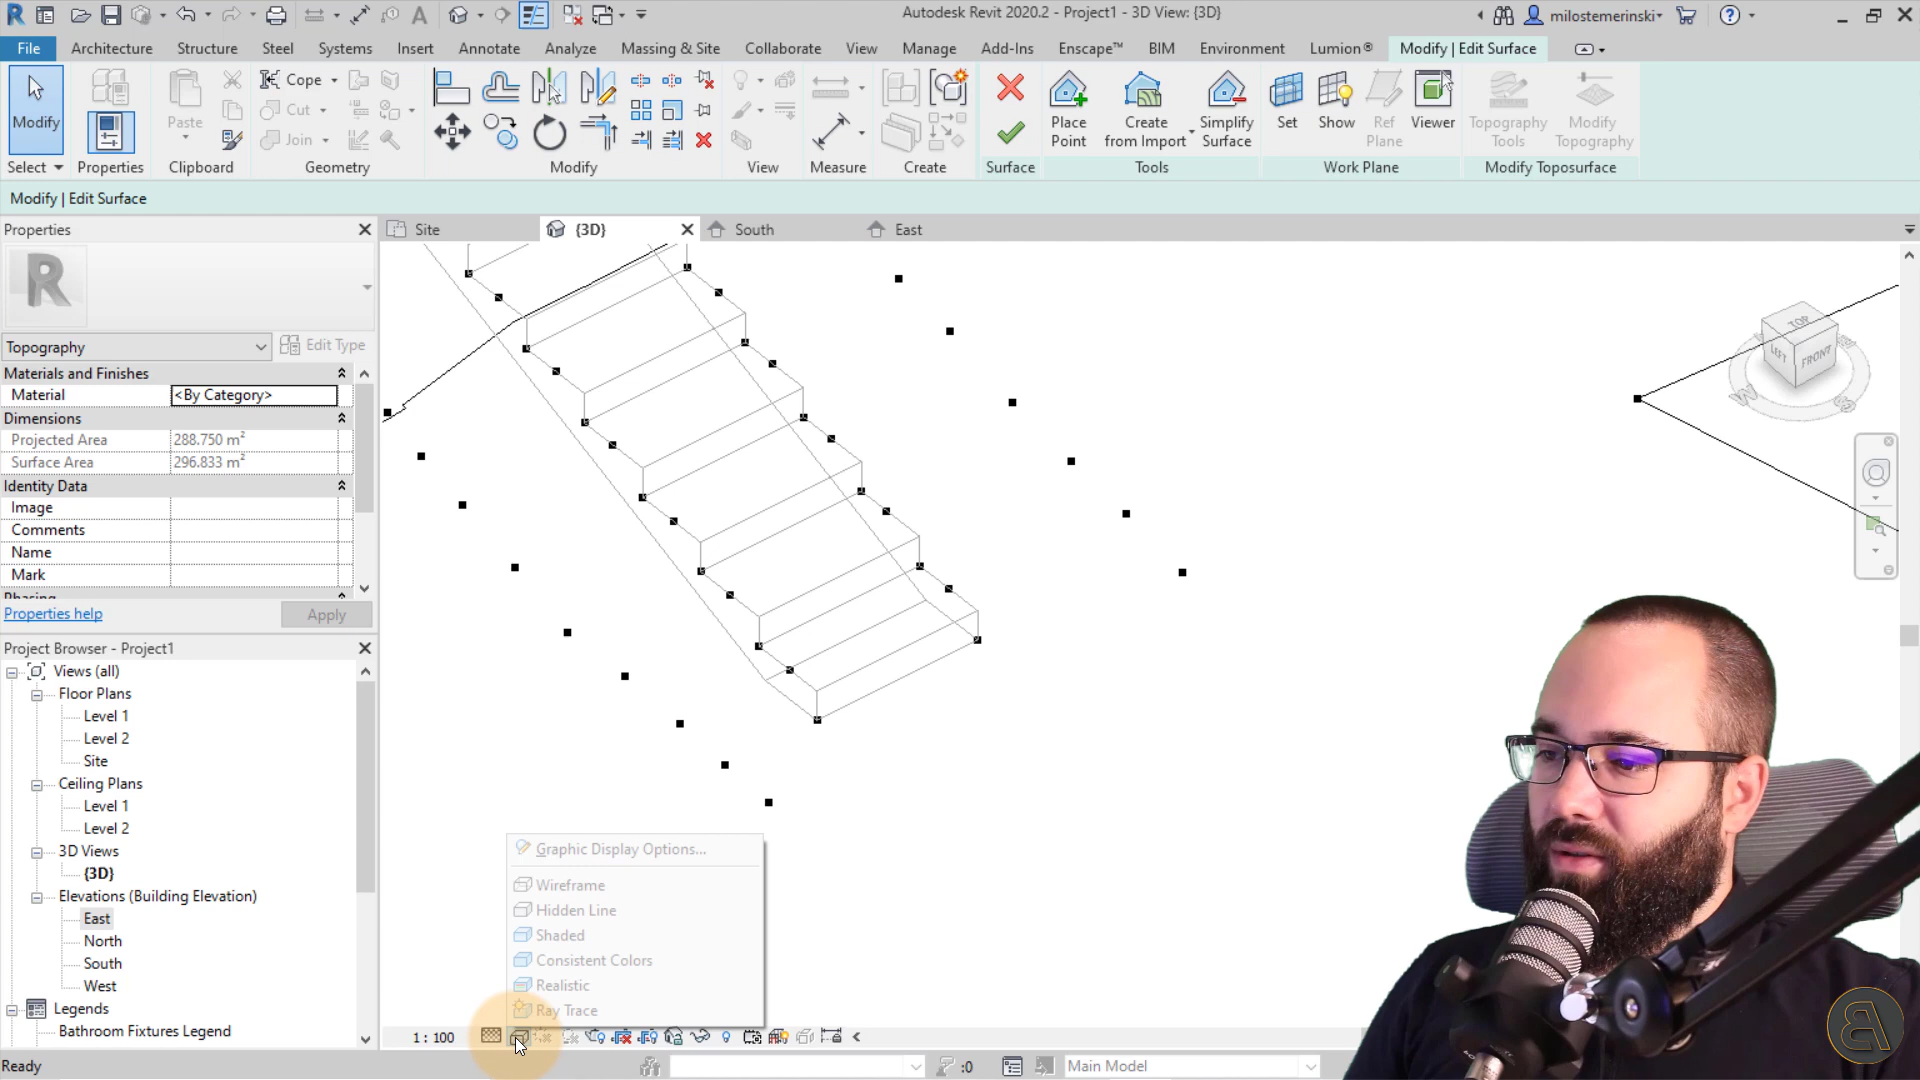 Autodesk Revit 2020.2 - Project1 - 3D View: {3D}
milostemerinski
File
Architecture
Structure
Steel
Systems
Insert
Annotate
Analyze
Massing & Site
Collaborate
View
Manage
Add-Ins
Enscape™
BIM
Environment
Lumion®
Modify | Edit Surface
Modify
Paste
Cope
Cut
Join
Place
Point
Create
from Import
Simplify
Surface
Set
Show
Ref
Plane
Viewer
Topography
Tools
Modify
Topography
Select
Properties
Clipboard
Geometry
Modify
View
Measure
Create
Surface
Tools
Work Plane
Modify Toposurface
Modify | Edit Surface
Properties
Site
{3D}
South
East
R
Topography
Edit Type
Materials and Finishes
Material
<By Category>
Dimensions
Projected Area
288.750 m²
Surface Area
296.833 m²
Identity Data
Image
Comments
Name
Mark
Phasing
Properties help
Apply
Project Browser - Project1
Views (all)
Floor Plans
Level 1
Level 2
Site
Ceiling Plans
Level 1
Level 2
3D Views
{3D}
Elevations (Building Elevation)
East
North
South
West
Legends
Bathroom Fixtures Legend
TOP
LEFT
FRONT
W
S
Graphic Display Options...
Wireframe
Hidden Line
Shaded
Consistent Colors
Realistic
Ray Trace
1 : 100
Ready
:0
Main Model
B